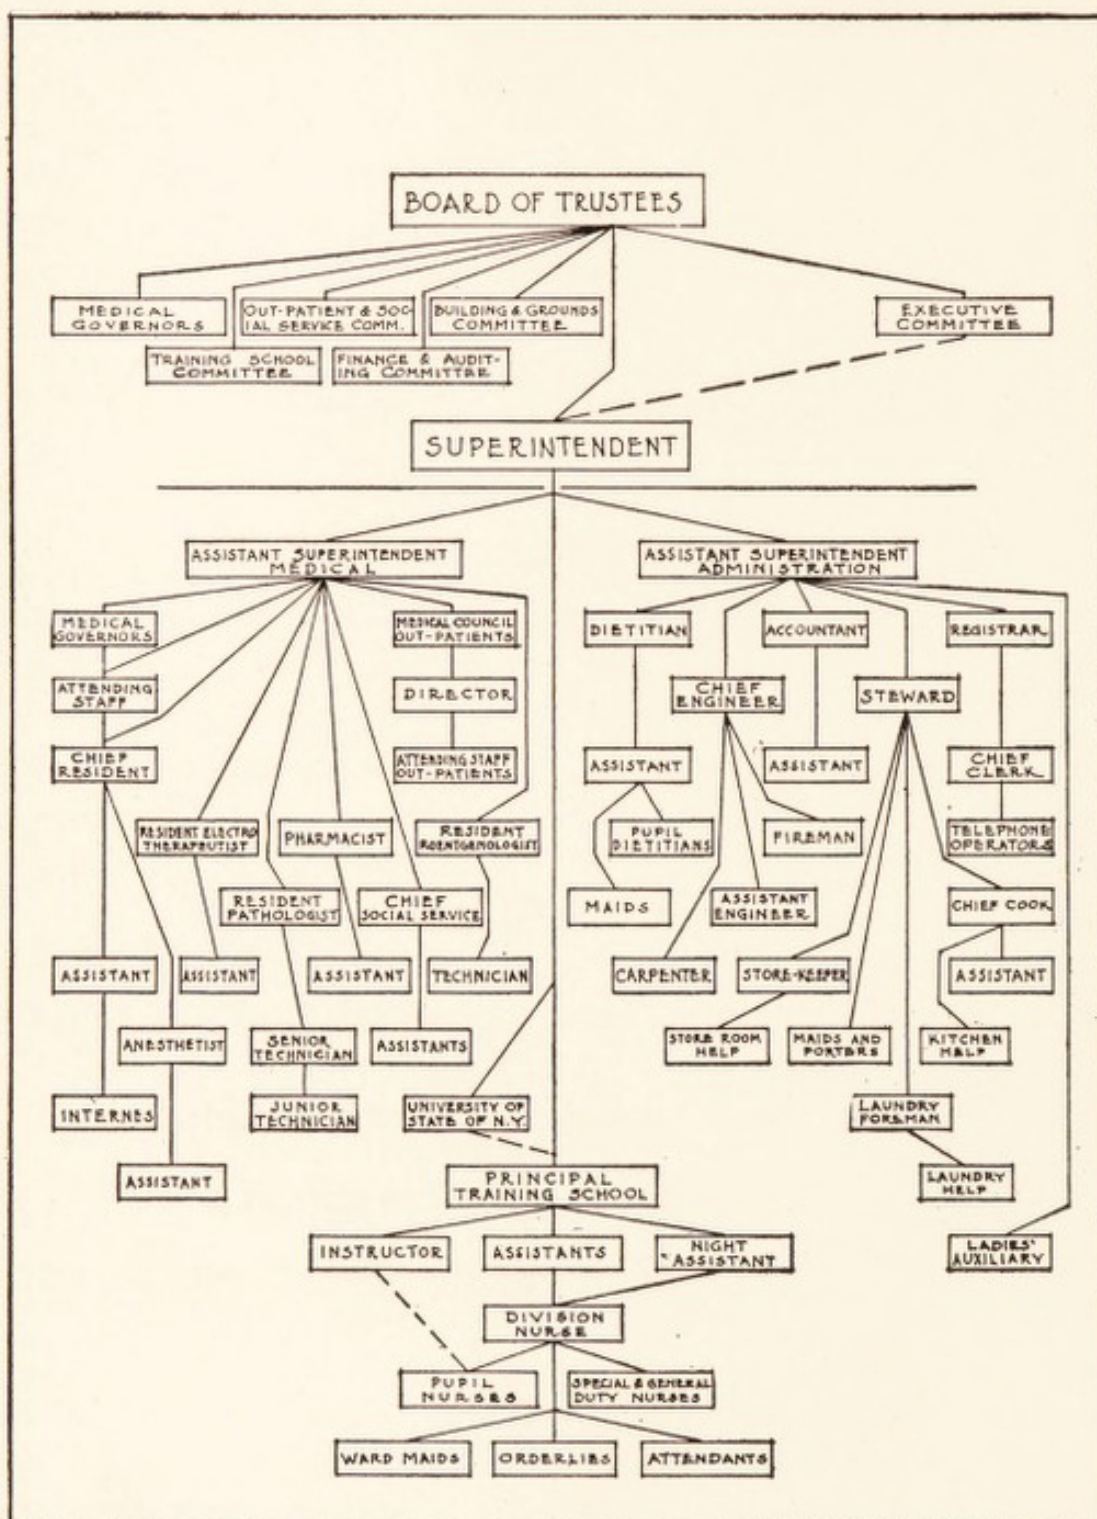 BOARD OF TRUSTEES
MEDICAL
GOVERNORS
OUT-PATIENT & SOC-
IAL SERVICE COMM.
BUILDING & GROUNDS
COMMITTEE
EXECUTIVE
COMMITTEE
TRAINING SCHOOL
COMMITTEE
FINANCE & AUDIT-
ING COMMITTEE
SUPERINTENDENT
ASSISTANT SUPERINTENDENT
MEDICAL
ASSISTANT SUPERINTENDENT
ADMINISTRATION
MEDICAL
GOVERNORS
MEDICAL COUNCIL
OUT-PATIENTS
DIETITIAN
ACCOUNTANT
REGISTRAR
ATTENDING
STAFF
DIRECTOR
CHIEF
ENGINEER
STEWARD
CHIEF
RESIDENT
ATTENDING STAFF
OUT-PATIENTS
ASSISTANT
ASSISTANT
CHIEF
CLERK
RESIDENT ELECTRO
THERAPEUTIST
PHARMACIST
RESIDENT
ROENTGENOLOGIST
PUPIL
DIETITIANS
FIREMAN
TELEPHONE
OPERATORS
RESIDENT
PATHOLOGIST
CHIEF
SOCIAL SERVICE
MAIDS
ASSISTANT
ENGINEER
CHIEF COOK
ASSISTANT
ASSISTANT
ASSISTANT
TECHNICIAN
CARPENTER
STORE-KEEPER
ASSISTANT
ANESTHETIST
SENIOR
TECHNICIAN
ASSISTANTS
STORE ROOM
HELP
MAIDS AND
PORTERS
KITCHEN
HELP
INTERNES
JUNIOR
TECHNICIAN
UNIVERSITY OF
STATE OF N.Y.
LAUNDRY
FOREMAN
ASSISTANT
PRINCIPAL
TRAINING SCHOOL
LAUNDRY
HELP
INSTRUCTOR
ASSISTANTS
NIGHT
ASSISTANT
LADIES'
AUXILIARY
DIVISION
NURSE
PUPIL
NURSES
SPECIAL & GENERAL
DUTY NURSES
WARD MAIDS
ORDERLIES
ATTENDANTS